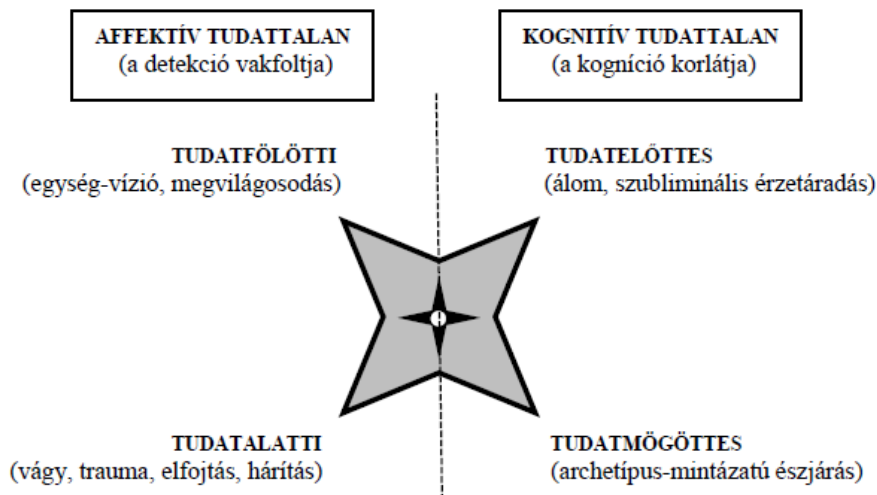 AFFEKTÍV TUDATTALAN
(a detekció vakfoltja)
KOGNITÍV TUDATTALAN
(a kogníció korlátja)
TUDATFÖLÖTTI
(egység-vízió, megvilágosodás)
TUDATELŐTTES
(álom, szubliminális érzetáradás)
TUDATALATTI
(vágy, trauma, elfojtás, hárítás)
TUDATMÖGÖTTES
(archetípus-mintázatú észjárás)